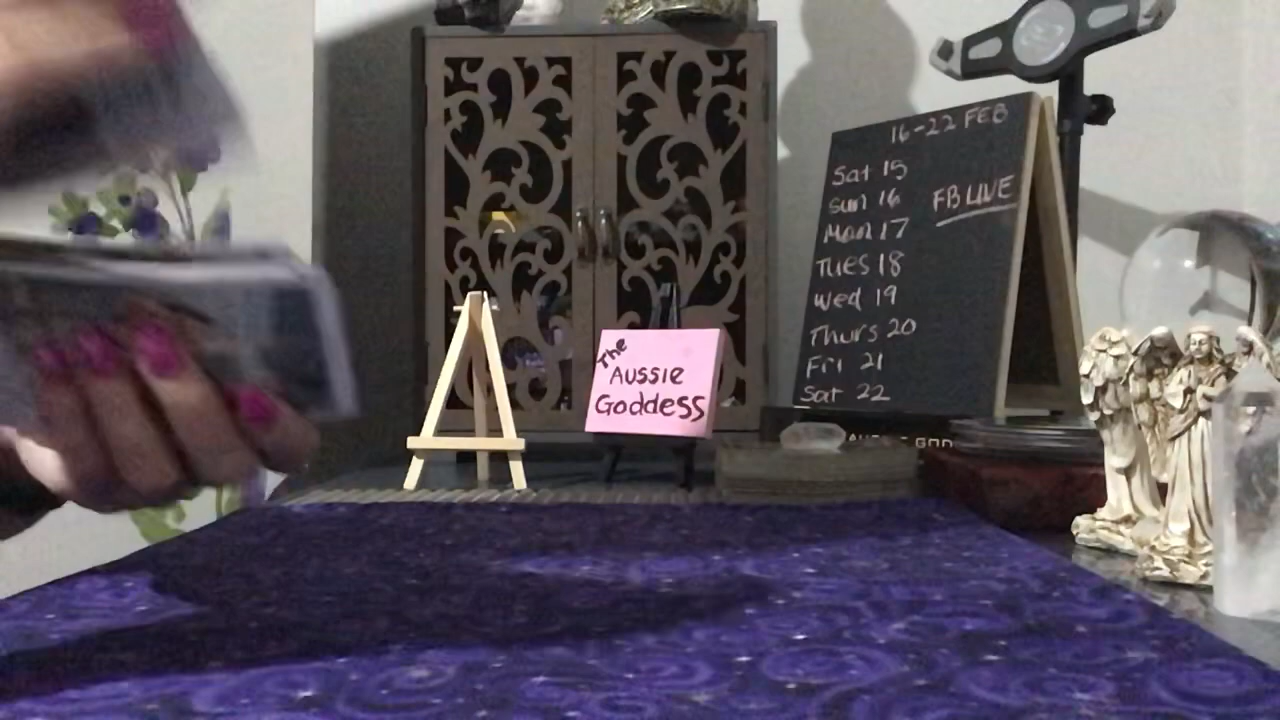 16-22 FEB
Sat 15
Sun 16 FB LIVE
Mon 17
Tues 18
Wed 19
Thurs 20
Fri 21
Sat 22
The
Aussie
Goddess